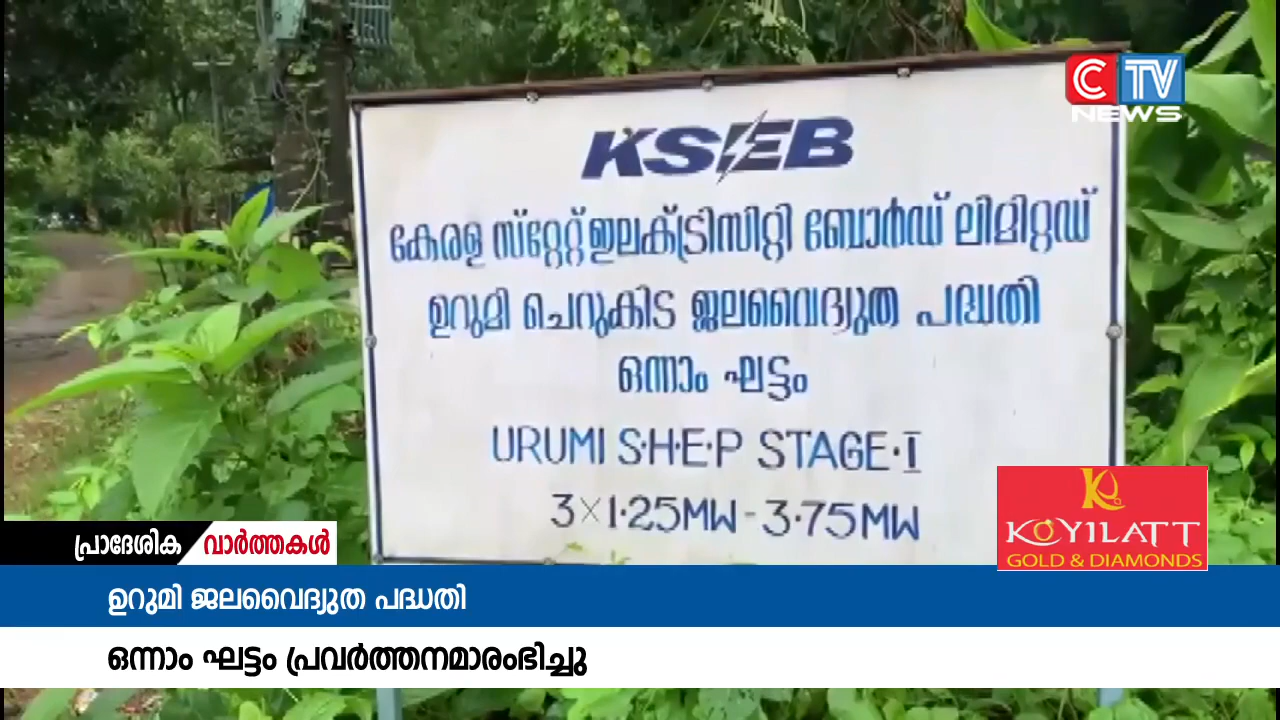 C TV
NEWS
KSEB
കേരള സ്റ്റേറ്റ് ഇലക്ട്രിസിറ്റി ബോർഡ് ലിമിറ്റഡ്
ഉറുമി ചെറുകിട ജലവൈദ്യുത പദ്ധതി
ഒന്നാം ഘട്ടം
URUMI S·H·E·P STAGE·I
3×1·25MW-3·75MW
KOYILATT
GOLD & DIAMONDS
പ്രാദേശിക വാർത്തകൾ
ഉറുമി ജലവൈദ്യുത പദ്ധതി
ഒന്നാം ഘട്ടം പ്രവർത്തനമാരംഭിച്ചു